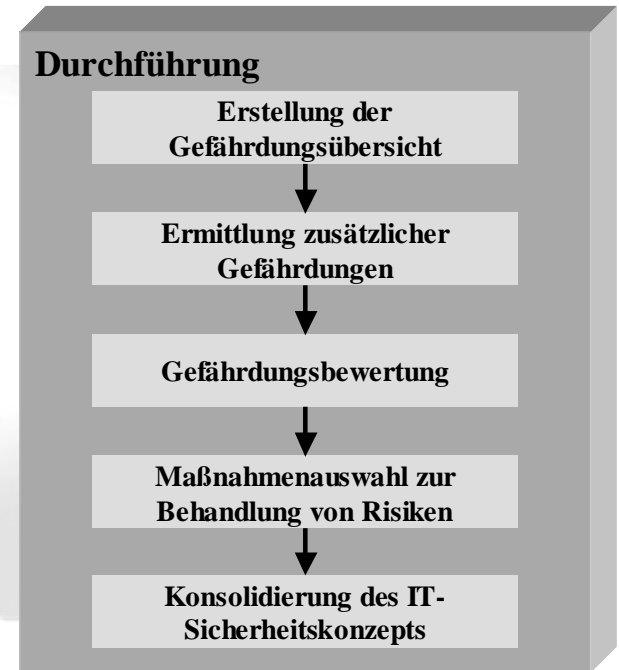 Durchführung
Erstellung der
Gefährdungsübersicht
Ermittlung zusätzlicher
Gefährdungen
Gefährdungsbewertung
Maßnahmenauswahl zur
Behandlung von Risiken
Konsolidierung des IT-
Sicherheitskonzepts